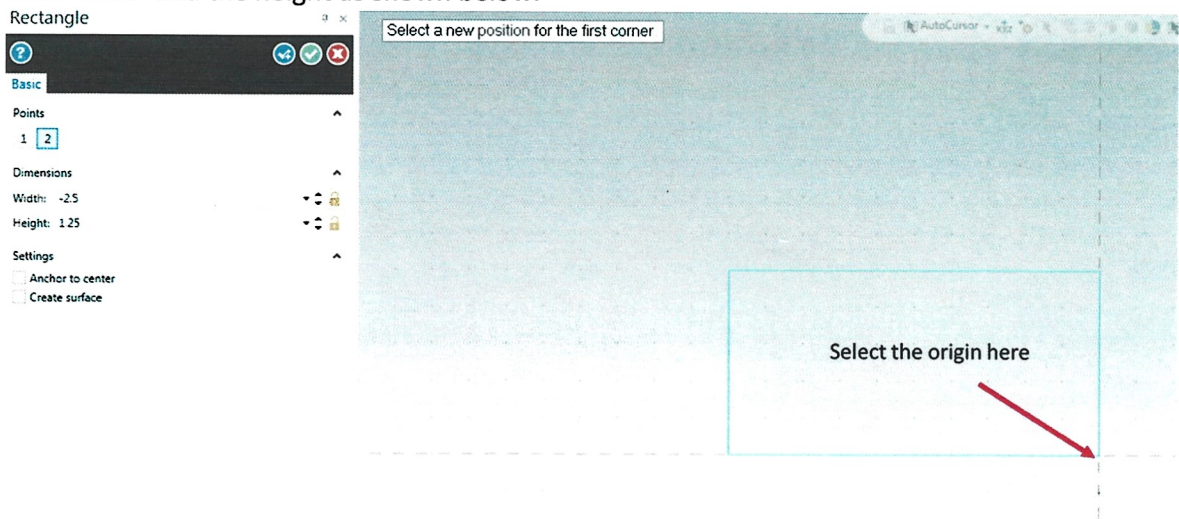 Rectangle
Select a new position for the first corner
AutoCursor
Basic
Points
1 2
Dimensions
Width: -2.5
Height: 1.25
Settings
Anchor to center
Create surface
Select the origin here